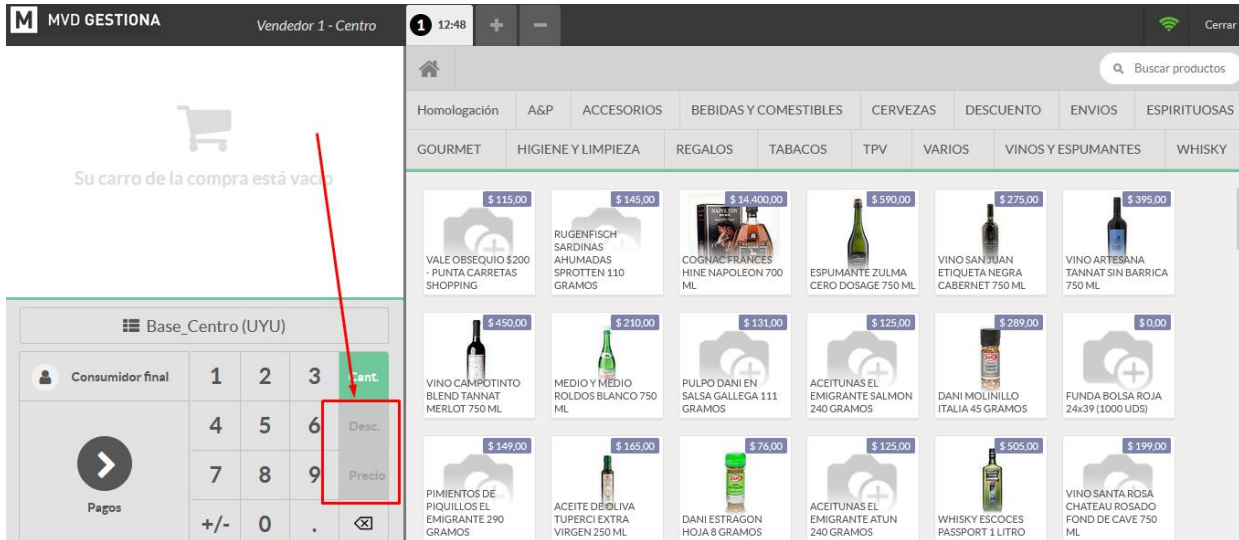 M MVD GESTIONA
Vendedor 1 - Centro
1 12:48 + −
Cerrar
Buscar productos
Homologación A&P ACCESORIOS BEBIDAS Y COMESTIBLES CERVEZAS DESCUENTO ENVIOS ESPIRITUOSAS
GOURMET HIGIENE Y LIMPIEZA REGALOS TABACOS TPV VARIOS VINOS Y ESPUMANTES WHISKY
Su carro de la compra está vacío
$ 115,00
VALE OBSEQUIO $200
- PUNTA CARRETAS
SHOPPING
$ 145,00
RUGENFISCH
SARDINAS
AHUMADAS
SPROTTEN 110
GRAMOS
$ 14.400,00
COGNAC FRANCES
HINE NAPOLEON 700
ML
$ 590,00
ESPUMANTE ZULMA
CERO DOSAGE 750 ML
$ 275,00
VINO SAN JUAN
ETIQUETA NEGRA
CABERNET 750 ML
$ 395,00
VINO ARTESANA
TANNAT SIN BARRICA
750 ML
$ 450,00
VINO CAMPOTINTO
BLEND TANNAT
MERLOT 750 ML
$ 210,00
MEDIO Y MEDIO
ROLDOS BLANCO 750
ML
$ 131,00
PULPO DANI EN
SALSA GALLEGA 111
GRAMOS
$ 125,00
ACEITUNAS EL
EMIGRANTE SALMON
240 GRAMOS
$ 289,00
DANI MOLINILLO
ITALIA 45 GRAMOS
$ 0,00
FUNDA BOLSA ROJA
24x39 (1000 UDS)
$ 149,00
PIMIENTOS DE
PIQUILLOS EL
EMIGRANTE 290
GRAMOS
$ 165,00
ACEITE DE OLIVA
TUPERCI EXTRA
VIRGEN 250 ML
$ 76,00
DANI ESTRAGON
HOJA 8 GRAMOS
$ 125,00
ACEITUNAS EL
EMIGRANTE ATUN
240 GRAMOS
$ 505,00
WHISKY ESCOCES
PASSPORT 1 LITRO
$ 199,00
VINO SANTA ROSA
CHATEAU ROSADO
FOND DE CAVE 750
ML
Base_Centro (UYU)
Consumidor final
1 2 3 Cant.
4 5 6 Desc.
7 8 9 Precio
+/- 0 .
Pagos